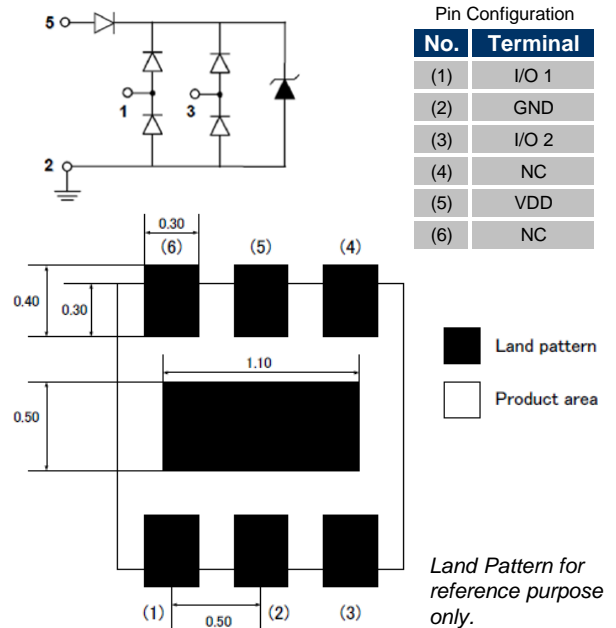 5
1
3
2
Pin Configuration
No. Terminal
(1) I/O 1
(2) GND
(3) I/O 2
(4) NC
(5) VDD
(6) NC
0.30
(6) (5) (4)
0.40
0.30
1.10
0.50
Land pattern
Product area
(1) (2) (3)
0.50
Land Pattern for
reference purpose
only.